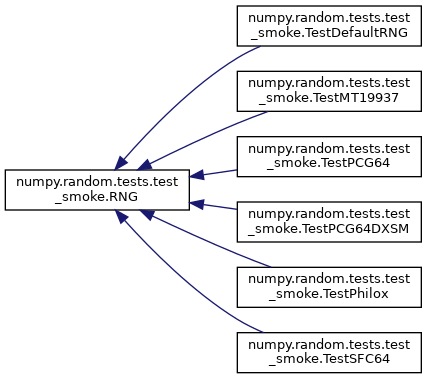 numpy.random.tests.test
_smoke.TestDefaultRNG
numpy.random.tests.test
_smoke.TestMT19937
numpy.random.tests.test
_smoke.TestPCG64
numpy.random.tests.test
_smoke.RNG
numpy.random.tests.test
_smoke.TestPCG64DXSM
numpy.random.tests.test
_smoke.TestPhilox
numpy.random.tests.test
_smoke.TestSFC64